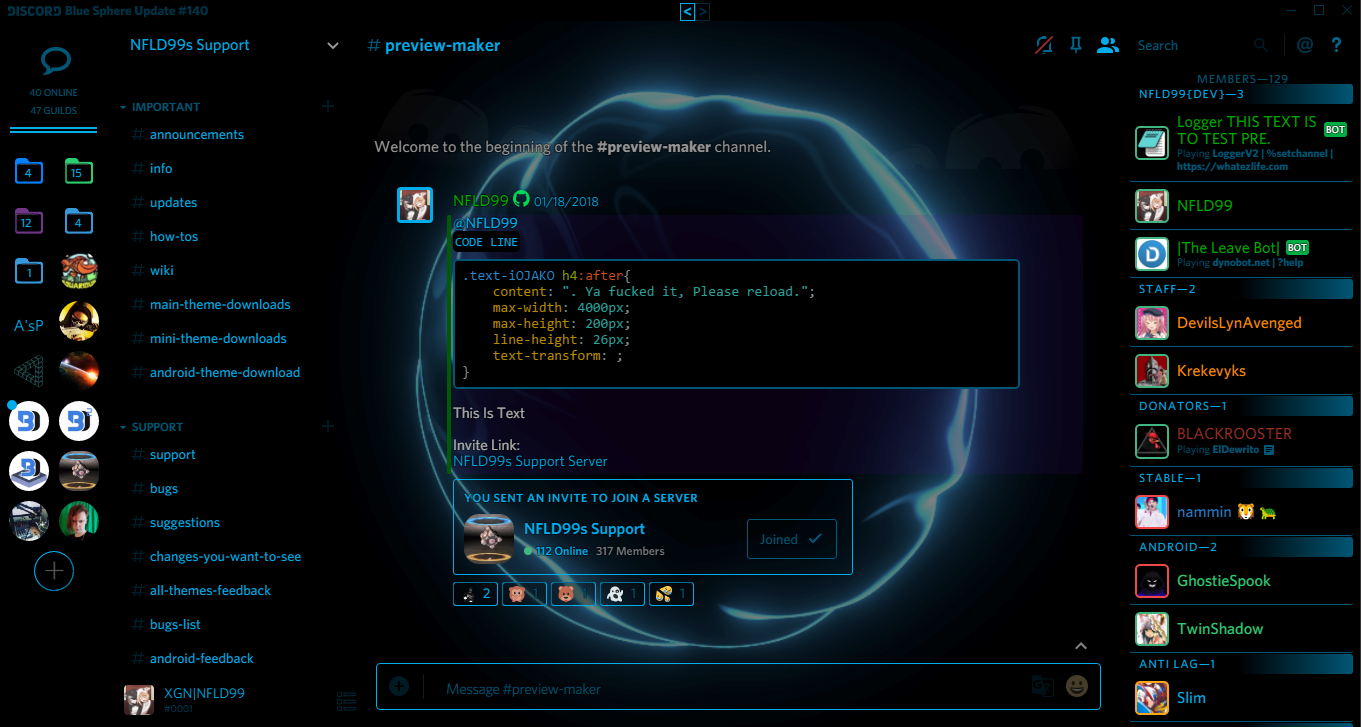 DISCORD Blue Sphere Update #140
< >
40 ONLINE
47 GUILDS
4
15
12
4
1
A'sP
NFLD99s Support
IMPORTANT
# announcements
# info
# updates
# how-tos
# wiki
# main-theme-downloads
# mini-theme-downloads
# android-theme-download
SUPPORT
# support
# bugs
# suggestions
# changes-you-want-to-see
# all-themes-feedback
# bugs-list
# android-feedback
XGN|NFLD99
#0001
# preview-maker
Search
@ ?
Welcome to the beginning of the #preview-maker channel.
NFLD99 01/18/2018
@NFLD99
CODE LINE
.text-iOJAKO h4:after{
content: ". Ya fucked it, Please reload.";
max-width: 4000px;
max-height: 200px;
line-height: 26px;
text-transform: ;
}
This Is Text
Invite Link:
NFLD99s Support Server
YOU SENT AN INVITE TO JOIN A SERVER
NFLD99s Support
112 Online 317 Members
Joined
2 1 1 1
Message #preview-maker
MEMBERS—129
NFLD99{DEV}—3
Logger THIS TEXT IS
TO TEST PRE. BOT
Playing LoggerV2 | %setchannel |
https://whatezlife.com
NFLD99
|The Leave Bot| BOT
Playing dynobot.net | ?help
STAFF—2
DevilsLynAvenged
Krekevyks
DONATORS—1
BLACKROOSTER
Playing ElDewrito
STABLE—1
nammin
ANDROID—2
GhostieSpook
TwinShadow
ANTI LAG—1
Slim